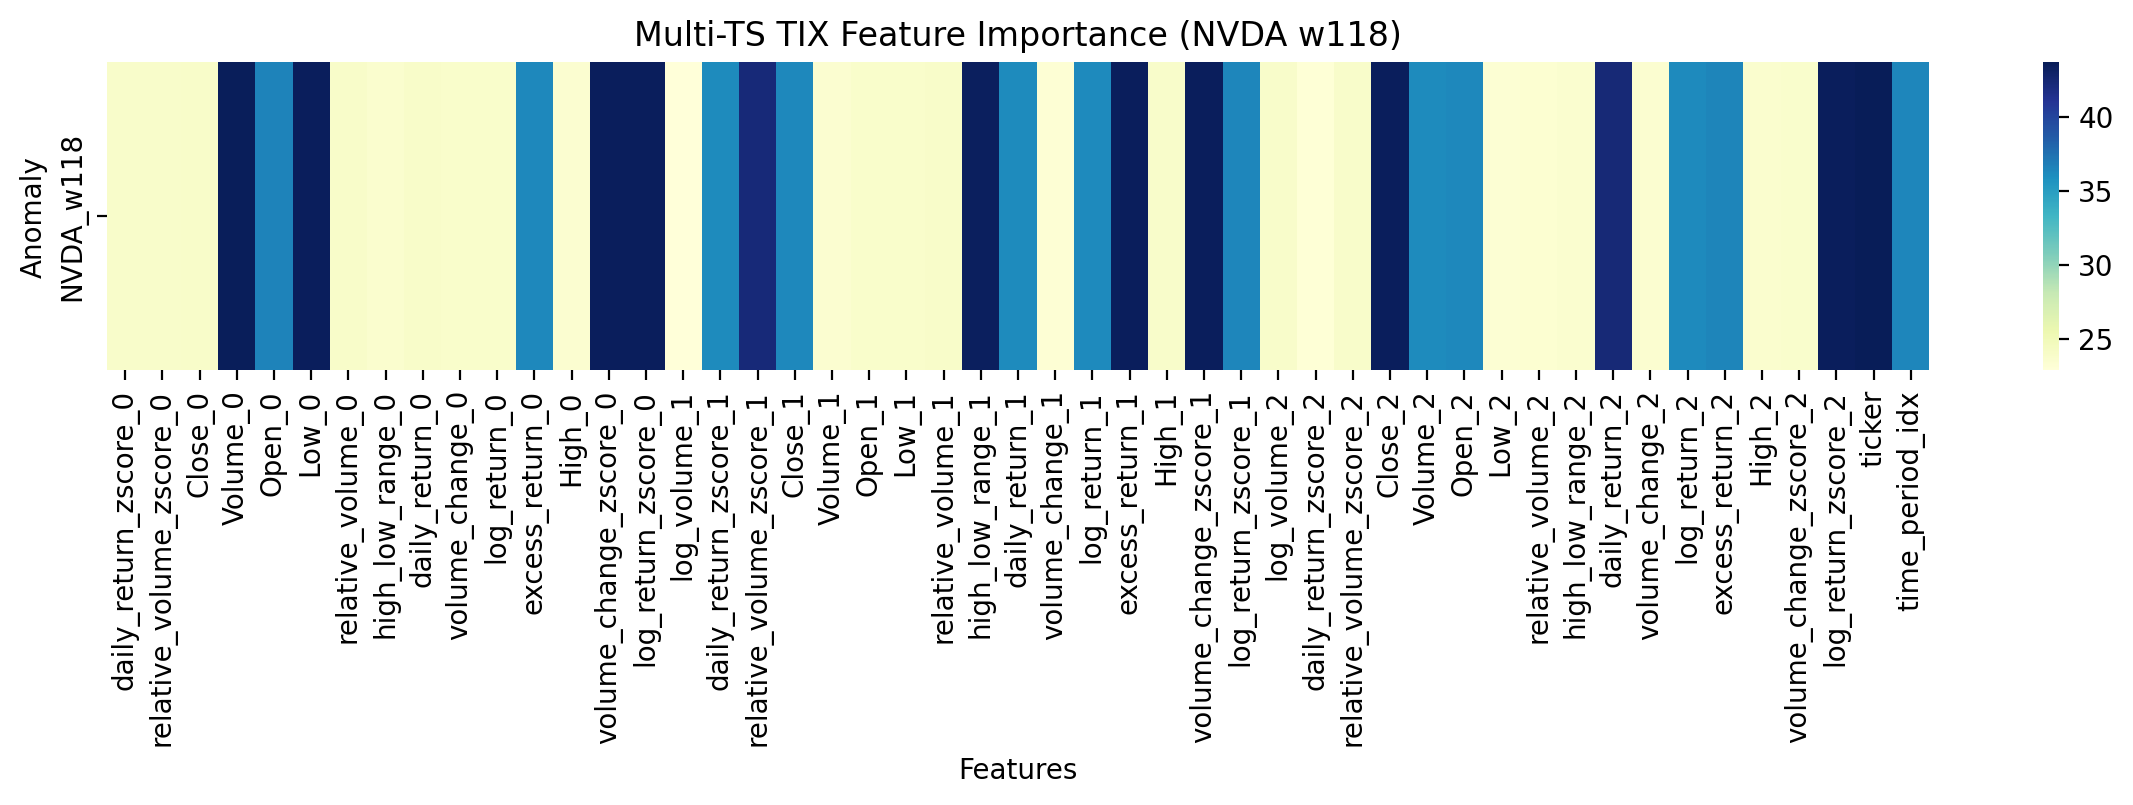 Multi-TS TIX Feature Importance (NVDA w118)
Anomaly
NVDA_w118
40
35
30
25
daily_return_zscore_0
relative_volume_zscore_0
Close_0
Volume_0
Open_0
Low_0
relative_volume_0
high_low_range_0
daily_return_0
volume_change_0
log_return_0
excess_return_0
High_0
volume_change_zscore_0
log_return_zscore_0
log_volume_1
daily_return_zscore_1
relative_volume_zscore_1
Close_1
Volume_1
Open_1
Low_1
relative_volume_1
high_low_range_1
daily_return_1
volume_change_1
log_return_1
excess_return_1
High_1
volume_change_zscore_1
log_return_zscore_1
log_volume_2
daily_return_zscore_2
relative_volume_zscore_2
Close_2
Volume_2
Open_2
Low_2
relative_volume_2
high_low_range_2
daily_return_2
volume_change_2
log_return_2
excess_return_2
High_2
volume_change_zscore_2
log_return_zscore_2
ticker
time_period_idx
Features